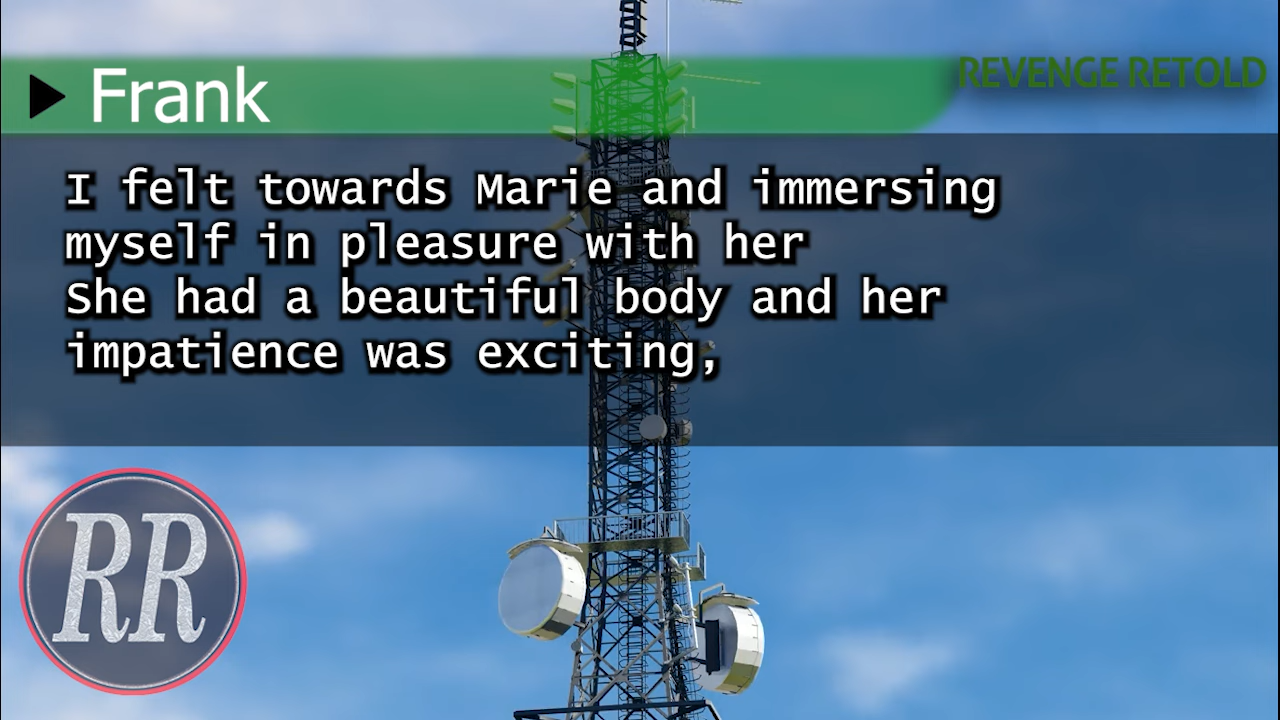 Frank
REVENGE RETOLD
I felt towards Marie and immersing
myself in pleasure with her
She had a beautiful body and her
impatience was exciting,
RR